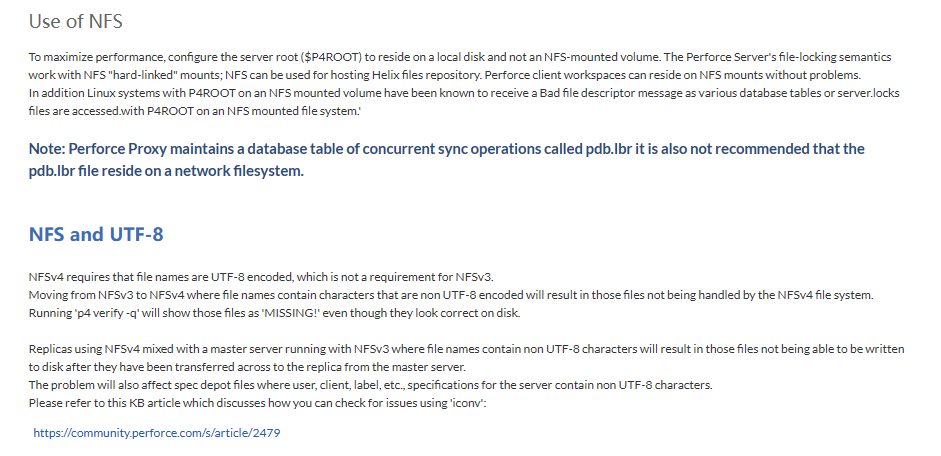 Use of NFS
To maximize performance, configure the server root ($P4ROOT) to reside on a local disk and not an NFS-mounted volume. The Perforce Server's file-locking semantics
work with NFS "hard-linked" mounts; NFS can be used for hosting Helix files repository. Perforce client workspaces can reside on NFS mounts without problems.
In addition Linux systems with P4ROOT on an NFS mounted volume have been known to receive a Bad file descriptor message as various database tables or server.locks
files are accessed.with P4ROOT on an NFS mounted file system.'
Note: Perforce Proxy maintains a database table of concurrent sync operations called pdb.lbr it is also not recommended that the
pdb.lbr file reside on a network filesystem.
NFS and UTF-8
NFSv4 requires that file names are UTF-8 encoded, which is not a requirement for NFSv3.
Moving from NFSv3 to NFSv4 where file names contain characters that are non UTF-8 encoded will result in those files not being handled by the NFSv4 file system.
Running 'p4 verify -q' will show those files as 'MISSING!' even though they look correct on disk.
Replicas using NFSv4 mixed with a master server running with NFSv3 where file names contain non UTF-8 characters will result in those files not being able to be written
to disk after they have been transferred across to the replica from the master server.
The problem will also affect spec depot files where user, client, label, etc., specifications for the server contain non UTF-8 characters.
Please refer to this KB article which discusses how you can check for issues using 'iconv':
https://community.perforce.com/s/article/2479